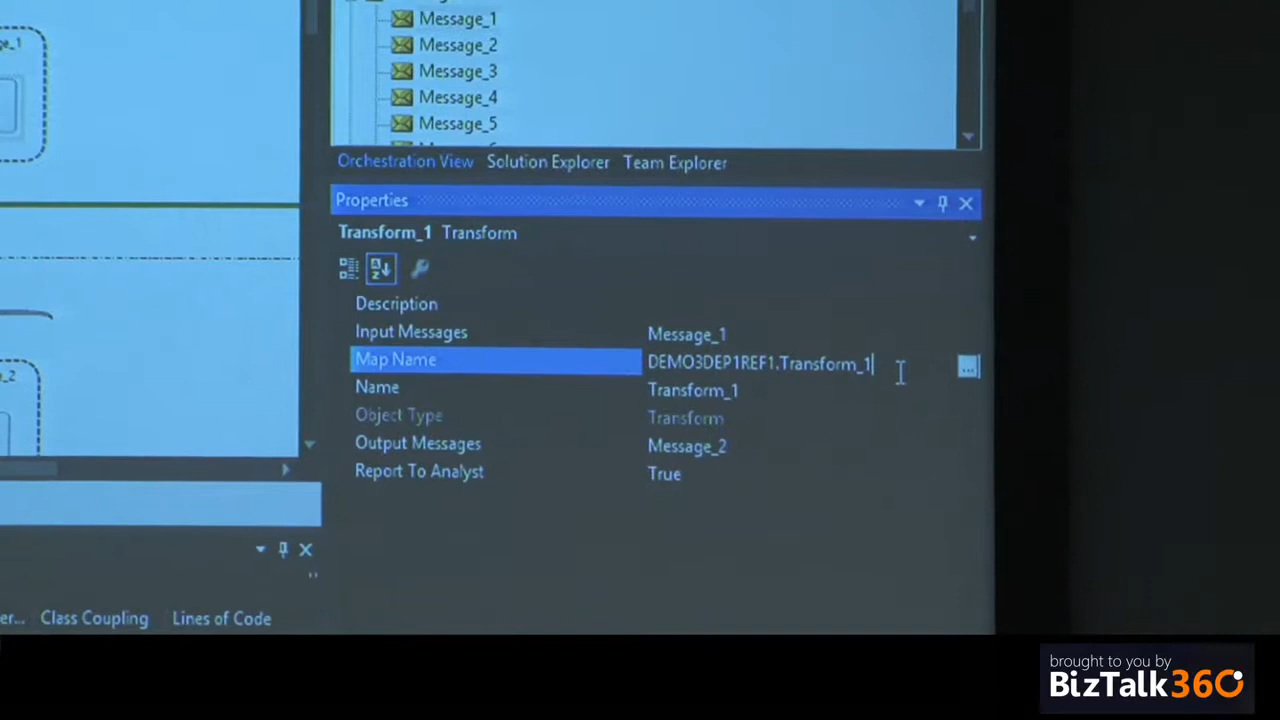 Message_1
Message_2
Message_3
Message_4
Message_5
Orchestration View Solution Explorer Team Explorer
Properties
Transform_1 Transform
Description
Input Messages Message_1
Map Name DEMO3DEP1REF1.Transform_1
Name Transform_1
Object Type Transform
Output Messages Message_2
Report To Analyst True
Class Coupling Lines of Code
brought to you by
BizTalk360